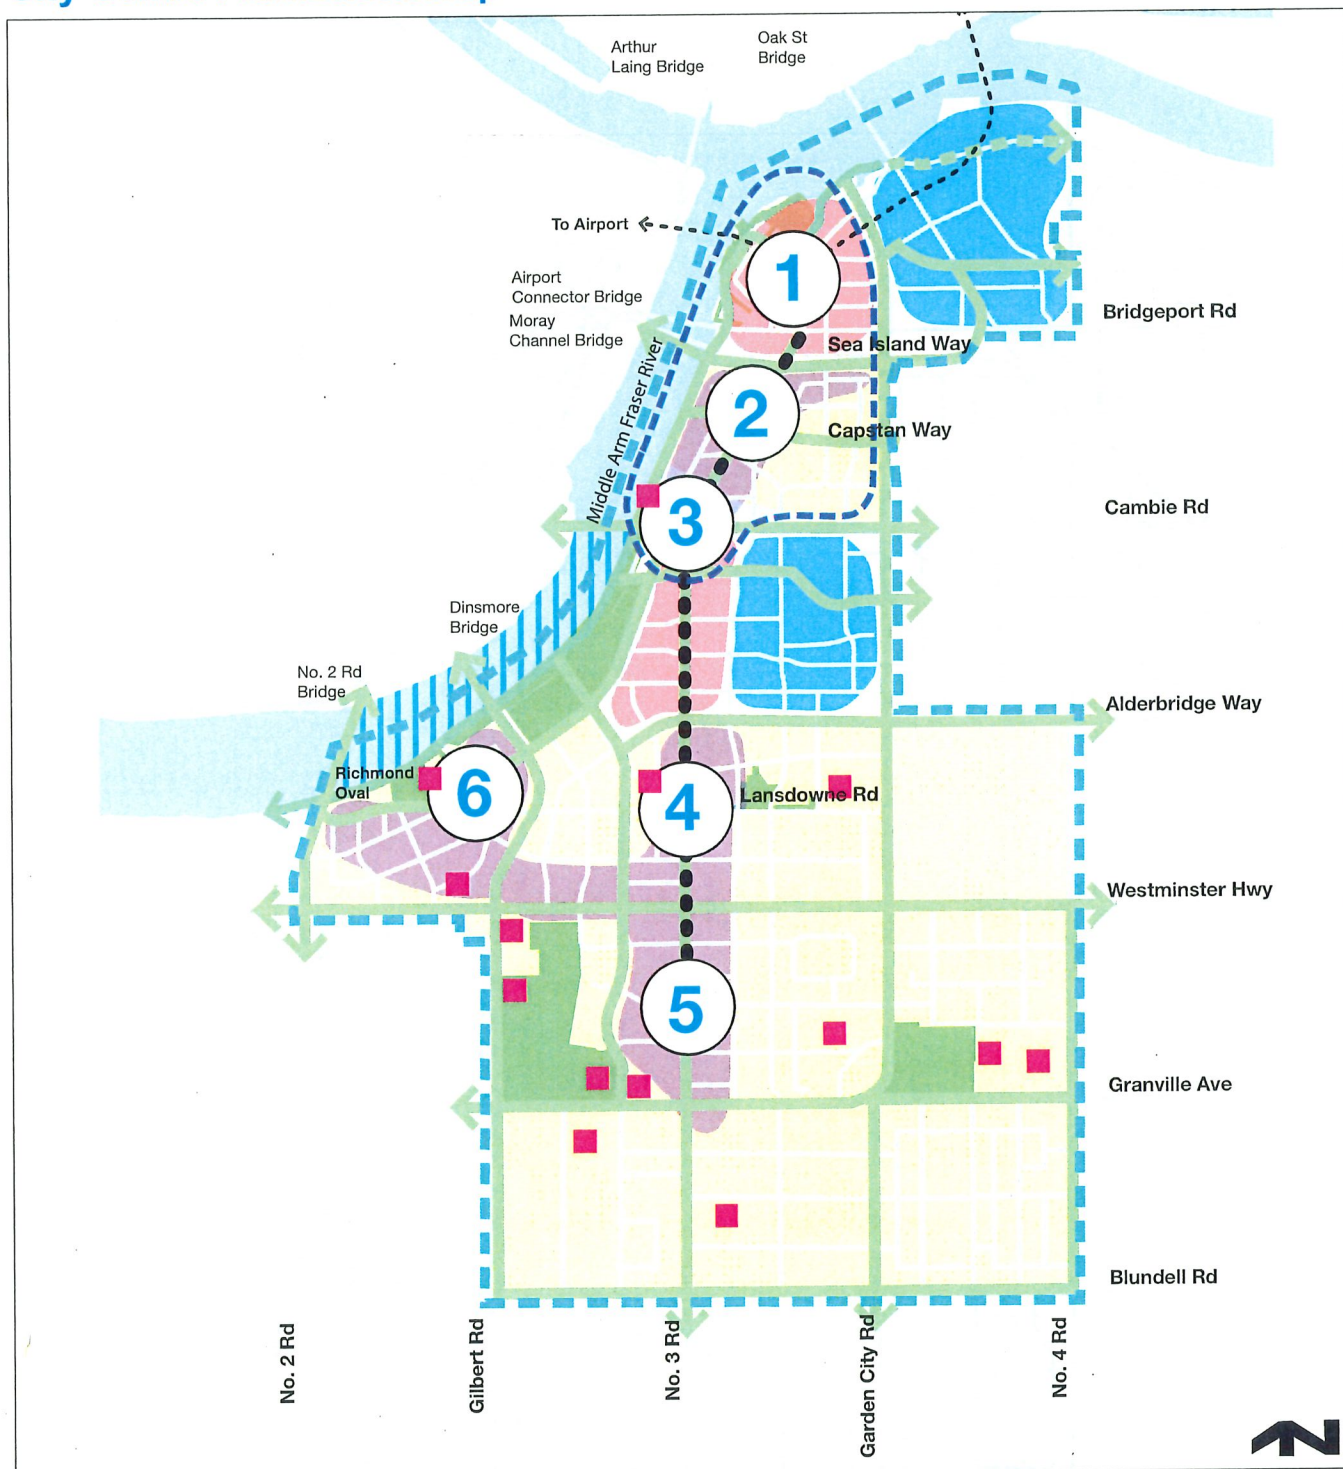 Arthur
Laing Bridge
Oak St
Bridge
To Airport
1
Airport
Connector Bridge
Moray
Channel Bridge
Bridgeport Rd
Sea Island Way
Middle Arm Fraser River
2
Capstan Way
3
Cambie Rd
Dinsmore
Bridge
No. 2 Rd
Bridge
Alderbridge Way
Richmond
Oval
6
4
Lansdowne Rd
Westminster Hwy
5
Granville Ave
Blundell Rd
No. 2 Rd
Gilbert Rd
No. 3 Rd
Garden City Rd
No. 4 Rd
N